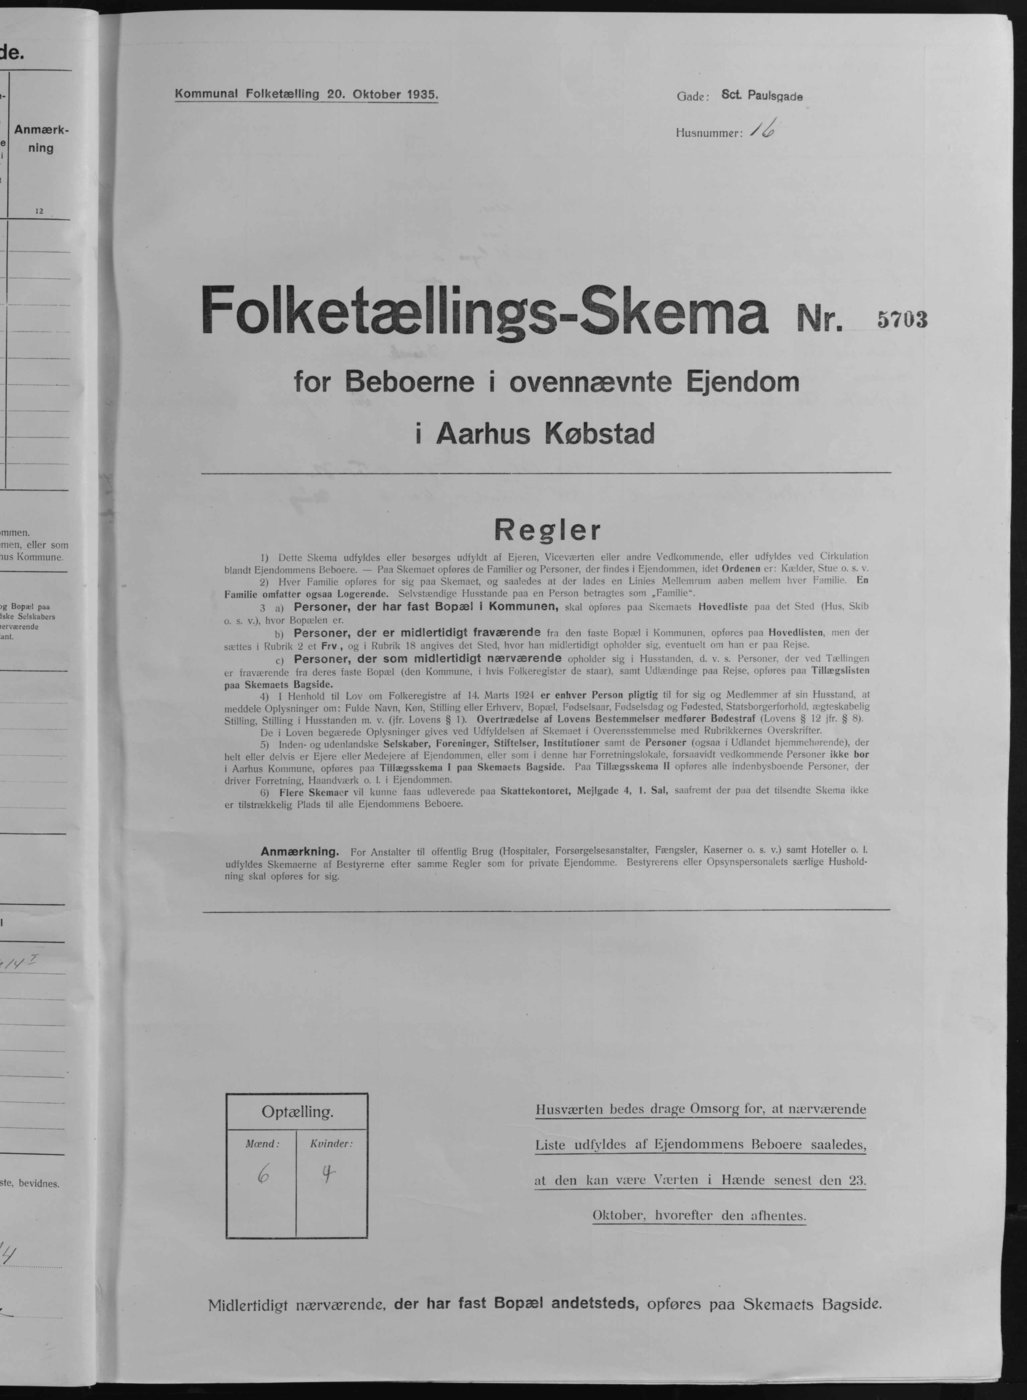 de.
Anmærk-
ning
12
ommen.
men, eller som
hus Kommune.
og Bopæl paa
dske Selskabers
nerværende
ant.
14 I
ste, bevidnes.
Kommunal Folketælling 20. Oktober 1935.
Gade: Sct. Paulsgade
Husnummer: 16
Folketællings-Skema Nr. 5703
for Beboerne i ovennævnte Ejendom
i Aarhus Købstad
Regler
1) Dette Skema udfyldes eller besørges udfyldt af Ejeren, Viceværten eller andre Vedkommende, eller udfyldes ved Cirkulation
blandt Ejendommens Beboere. — Paa Skemaet opføres de Familier og Personer, der findes i Ejendommen, idet Ordenen er: Kælder, Stue o. s. v.
2) Hver Familie opføres for sig paa Skemaet, og saaledes at der lades en Linies Mellemrum aaben mellem hver Familie. En
Familie omfatter ogsaa Logerende. Selvstændige Husstande paa en Person betragtes som „Familie“.
3 a) Personer, der har fast Bopæl i Kommunen, skal opføres paa Skemaets Hovedliste paa det Sted (Hus, Skib
o. s. v.), hvor Bopælen er.
b) Personer, der er midlertidigt fraværende fra den faste Bopæl i Kommunen, opføres paa Hovedlisten, men der
sættes i Rubrik 2 et Frv., og i Rubrik 18 angives det Sted, hvor han midlertidigt opholder sig, eventuelt om han er paa Rejse.
c) Personer, der som midlertidigt nærværende opholder sig i Husstanden, d. v. s. Personer, der ved Tællingen
er fraværende fra deres faste Bopæl (den Kommune, i hvis Folkeregister de staar), samt Udlændinge paa Rejse, opføres paa Tillægslisten
paa Skemaets Bagside.
4) I Henhold til Lov om Folkeregistre af 14. Marts 1924 er enhver Person pligtig til for sig og Medlemmer af sin Husstand, at
meddele Oplysninger om: Fulde Navn, Køn, Stilling eller Erhverv, Bopæl, Fødselsaar, Fødselsdag og Fødested, Statsborgerforhold, ægteskabelig
Stilling, Stilling i Husstanden m. v. (jfr. Lovens § 1). Overtrædelse af Lovens Bestemmelser medfører Bødestraf (Lovens § 12 jfr. § 8).
De i Loven begærede Oplysninger gives ved Udfyldelsen af Skemaet i Overensstemmelse med Rubrikkernes Overskrifter.
5) Inden- og udenlandske Selskaber, Foreninger, Stiftelser, Institutioner samt de Personer (ogsaa i Udlandet hjemmehørende), der
helt eller delvis er Ejere eller Medejere af Ejendommen, eller som i denne har Forretningslokale, forsaavidt vedkommende Personer ikke bor
i Aarhus Kommune, opføres paa Tillægsskema I paa Skemaets Bagside. Paa Tillægsskema II opføres alle indenbysboende Personer, der
driver Forretning, Haandværk o. l. i Ejendommen.
6) Flere Skemaer vil kunne faas udleverede paa Skattekontoret, Mejlgade 4, 1. Sal, saafremt der paa det tilsendte Skema ikke
er tilstrækkelig Plads til alle Ejendommens Beboere.
Anmærkning. For Anstalter til offentlig Brug (Hospitaler, Forsørgelsesanstalter, Fængsler, Kaserner o. s. v.) samt Hoteller o. l.
udfyldes Skemaerne af Bestyrerne efter samme Regler som for private Ejendomme. Bestyrerens eller Opsynspersonalets særlige Hushold-
ning skal opføres for sig.
Optælling.
Mænd: Kvinder:
6 4
Husværten bedes drage Omsorg for, at nærværende
Liste udfyldes af Ejendommens Beboere saaledes,
at den kan være Værten i Hænde senest den 23.
Oktober, hvorefter den afhentes.
Midlertidigt nærværende, der har fast Bopæl andetsteds, opføres paa Skemaets Bagside.